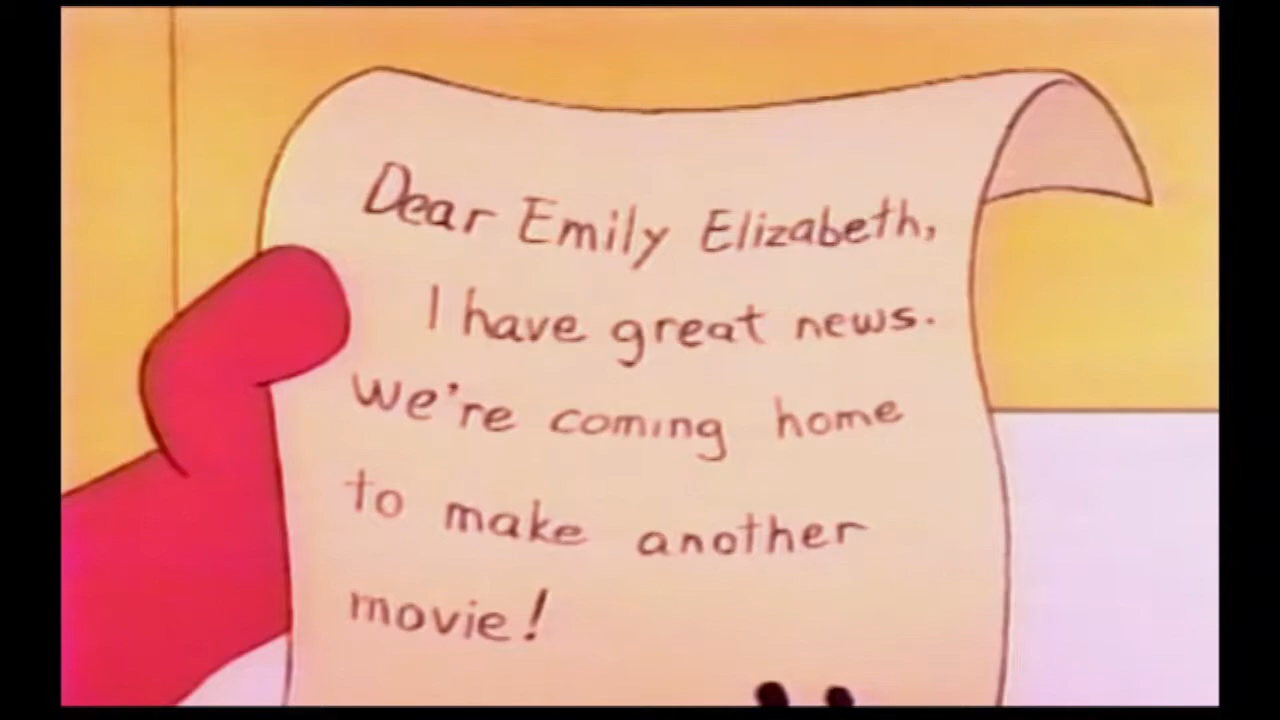 Dear Emily Elizabeth,
I have great news.
We're coming home
to make another
movie!